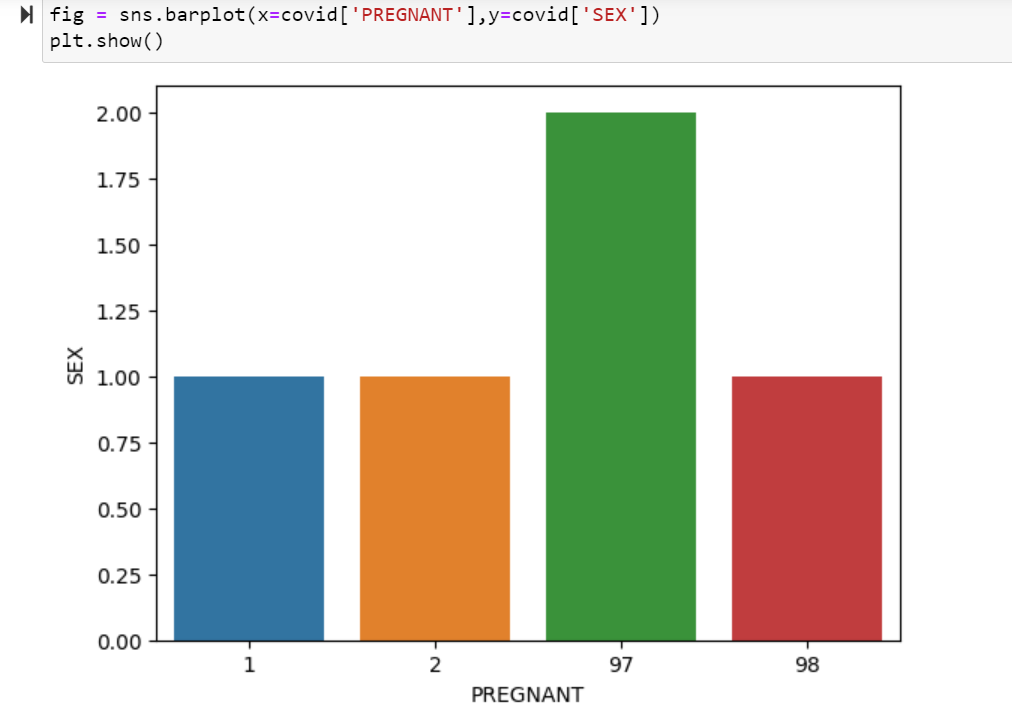 fig = sns.barplot(x=covid['PREGNANT'],y=covid['SEX'])
plt.show()
2.00
1.75
1.50
1.25
1.00
0.75
0.50
0.25
0.00
SEX
1 2 97 98
PREGNANT